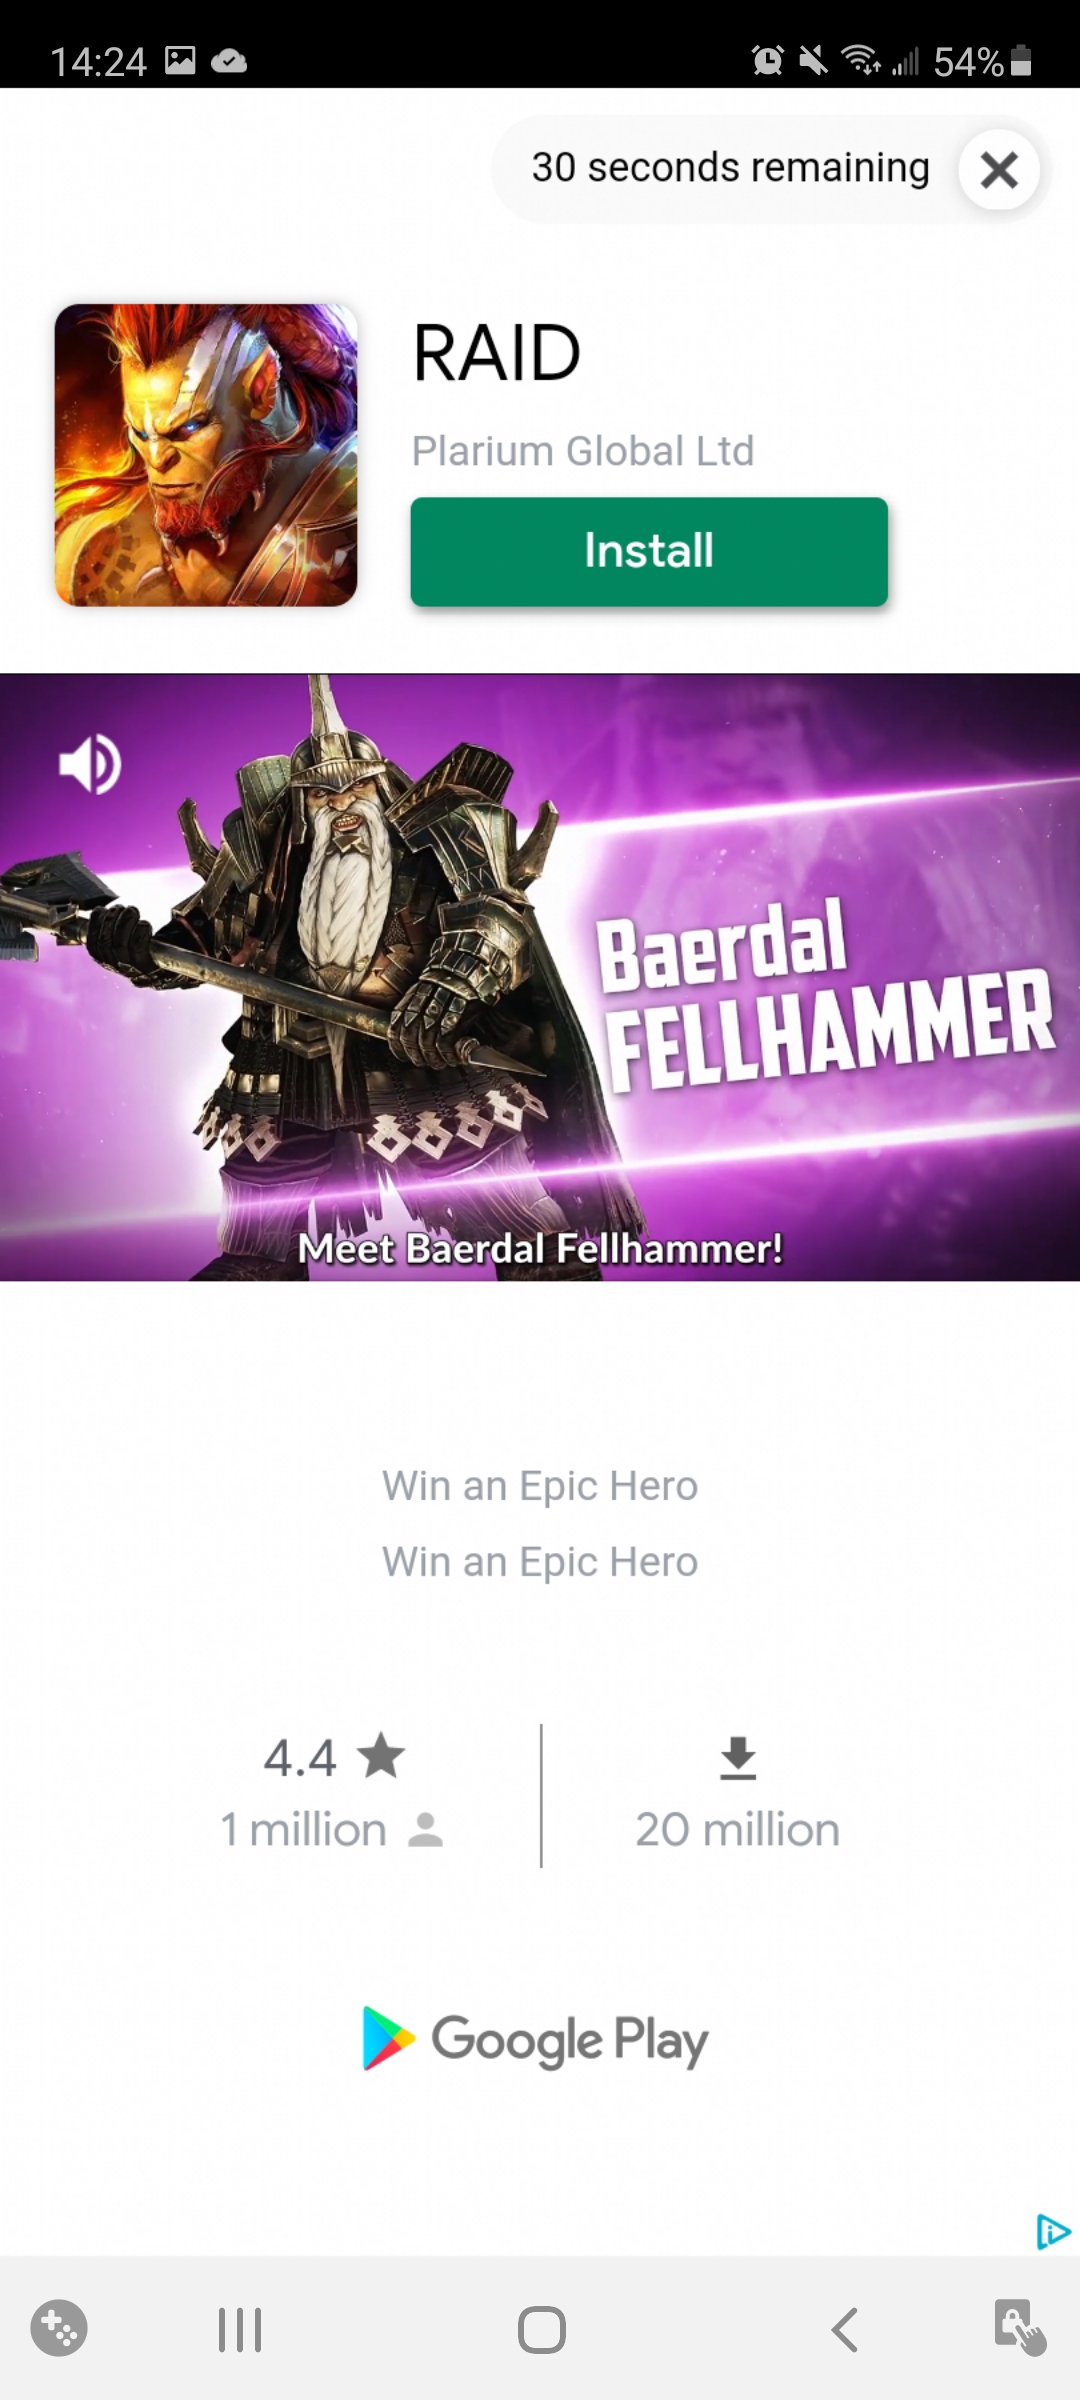 14:24
54%
30 seconds remaining
RAID
Plarium Global Ltd
Install
Baerdal
FELLHAMMER
Meet Baerdal Fellhammer!
Win an Epic Hero
Win an Epic Hero
4.4
1 million
20 million
Google Play